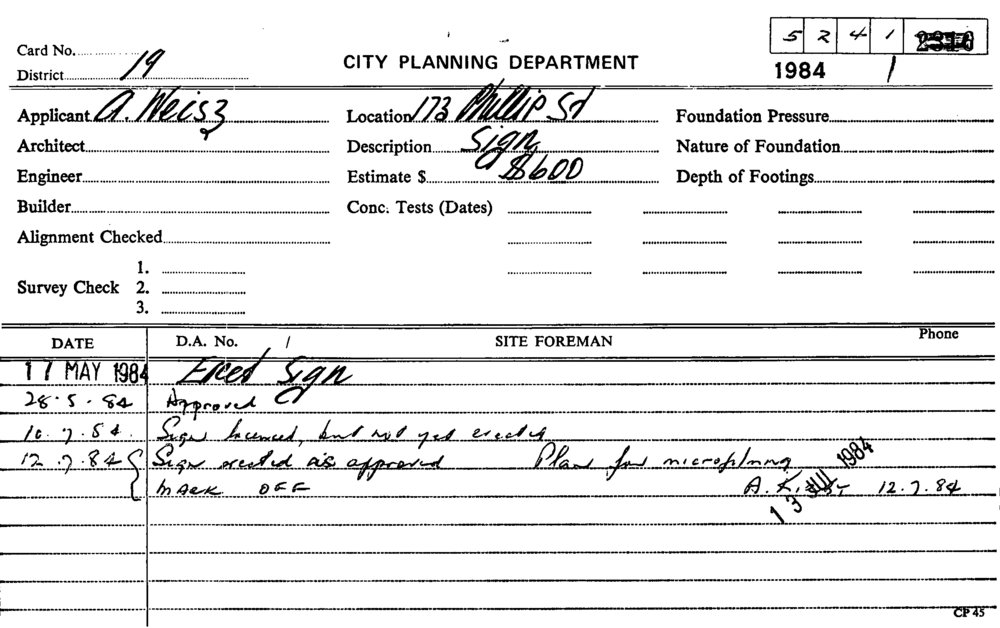 5 2 4 1
Card No.
District 19
CITY PLANNING DEPARTMENT
1984 /
Applicant A. Weisz
Location 173 Phillip St
Foundation Pressure
Architect
Description Sign
Nature of Foundation
Engineer
Estimate $ $600
Depth of Footings
Builder
Conc. Tests (Dates)
Alignment Checked
1.
Survey Check 2.
3.
DATE D.A. No. / SITE FOREMAN Phone
17 MAY 1984 Erect Sign
28.5.84 Approved
10.7.84. Sign licenced, but not yet erected
12.7.84 Sign erected as approved Plan for microfilming
MARK OFF A. 12.7.84
13 JUL 1984
CP 45